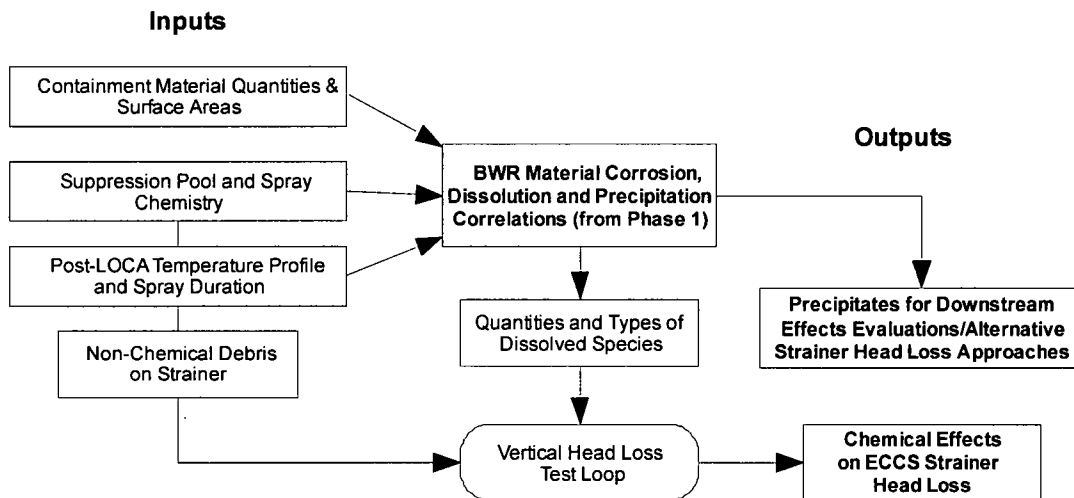 Inputs
Containment Material Quantities &
Surface Areas
Suppression Pool and Spray
Chemistry
Post-LOCA Temperature Profile
and Spray Duration
Non-Chemical Debris
on Strainer
BWR Material Corrosion,
Dissolution and Precipitation
Correlations (from Phase 1)
Quantities and Types of
Dissolved Species
Vertical Head Loss
Test Loop
Outputs
Precipitates for Downstream
Effects Evaluations/Alternative
Strainer Head Loss Approaches
Chemical Effects
on ECCS Strainer
Head Loss